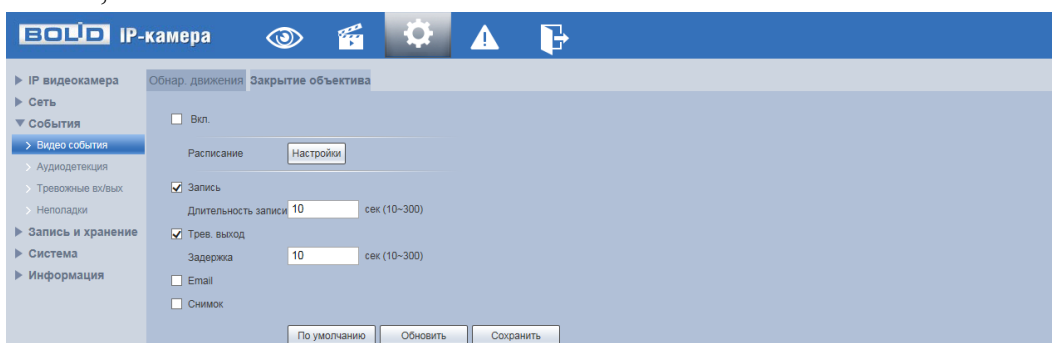 BOLID IP-камера
IP видеокамера
Сеть
События
Видео события
Аудиодетекция
Тревожные вх/вых
Неполадки
Запись и хранение
Система
Информация
Обнар. движения Закрытие объектива
Вкл.
Расписание Настройки
Запись
Длительность записи 10 сек (10~300)
Трев. выход
Задержка 10 сек (10~300)
Email
Снимок
По умолчанию Обновить Сохранить